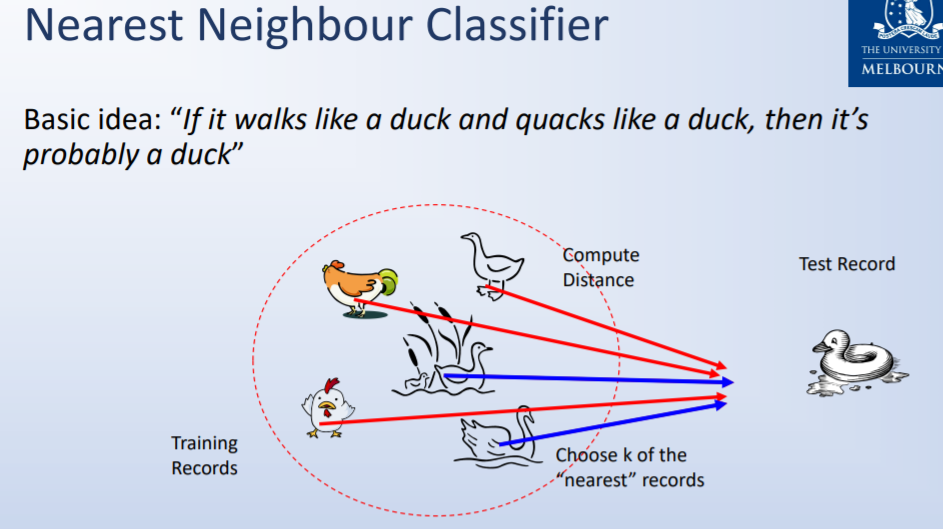 Nearest Neighbour Classifier
THE UNIVERSITY
MELBOURN
Basic idea: “If it walks like a duck and quacks like a duck, then it’s
probably a duck”
Compute
Distance
Test Record
Training
Records
Choose k of the
“nearest” records